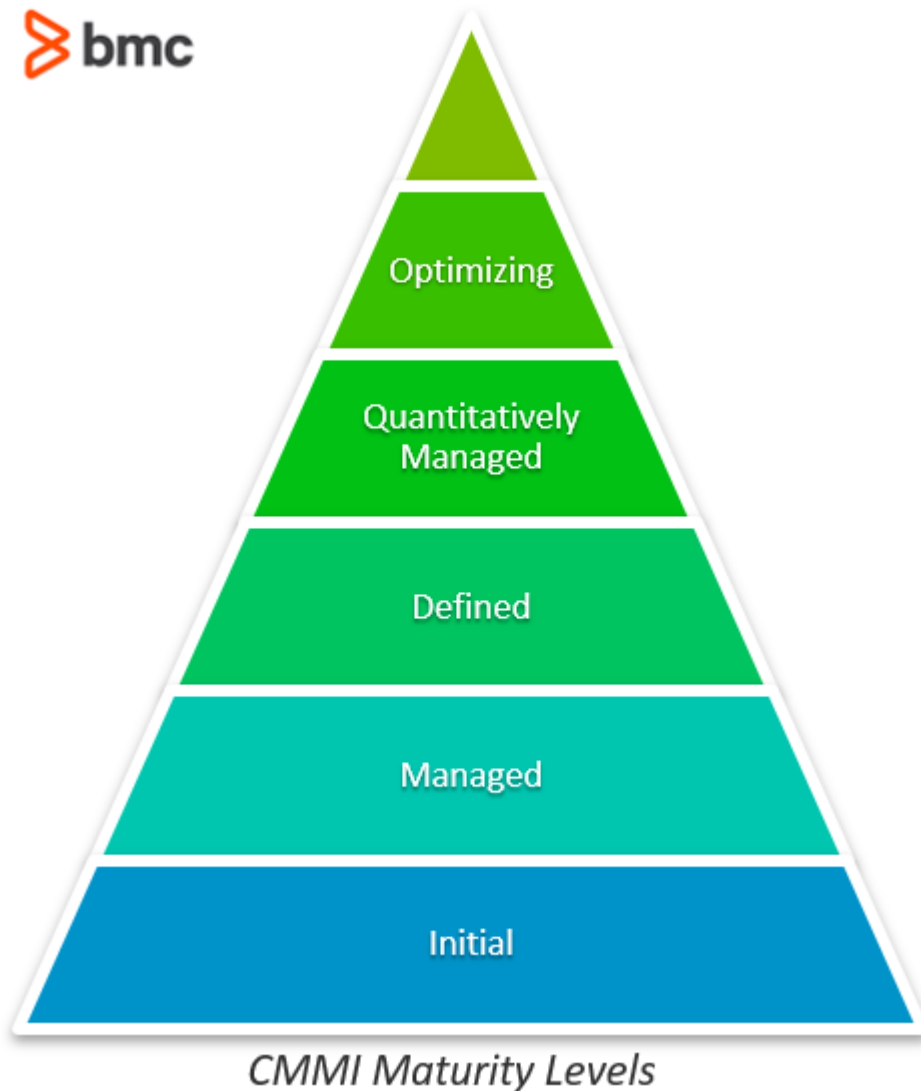 bmc
Optimizing
Quantitatively
Managed
Defined
Managed
Initial
CMMI Maturity Levels